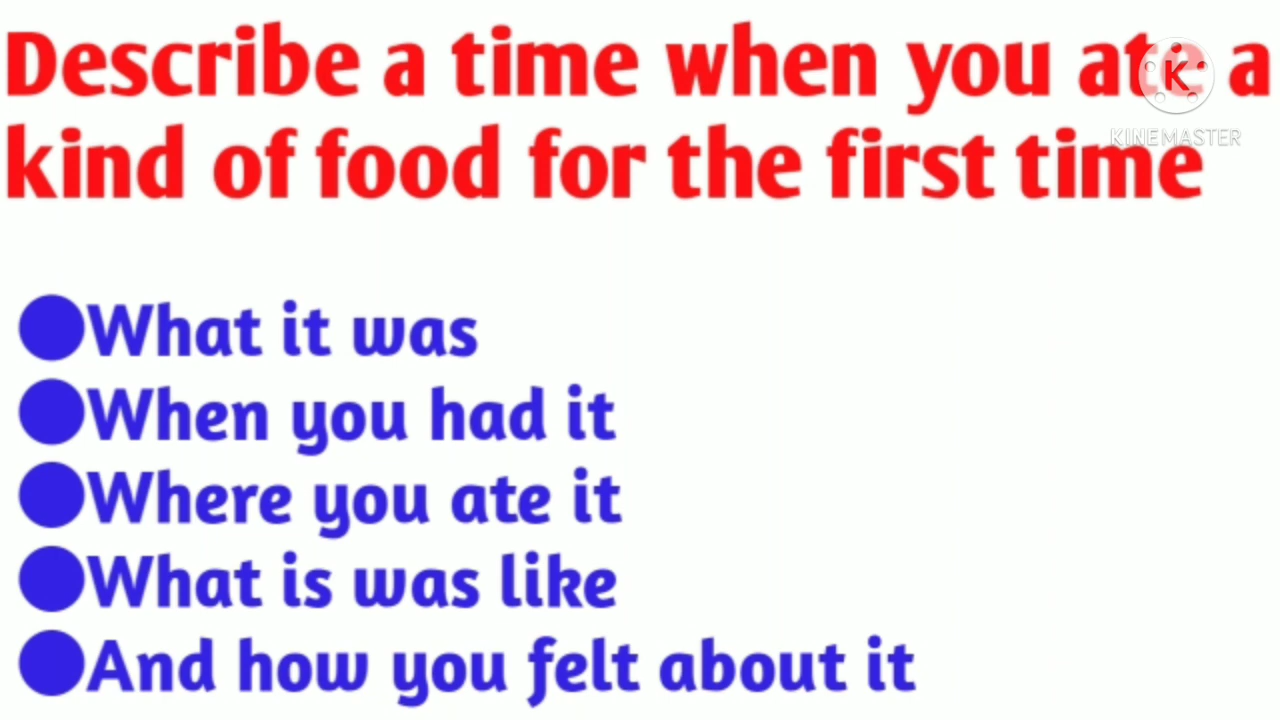 Describe a time when you ate a
kind of food for the first time
K
KINEMASTER
●What it was
●When you had it
●Where you ate it
●What is was like
●And how you felt about it